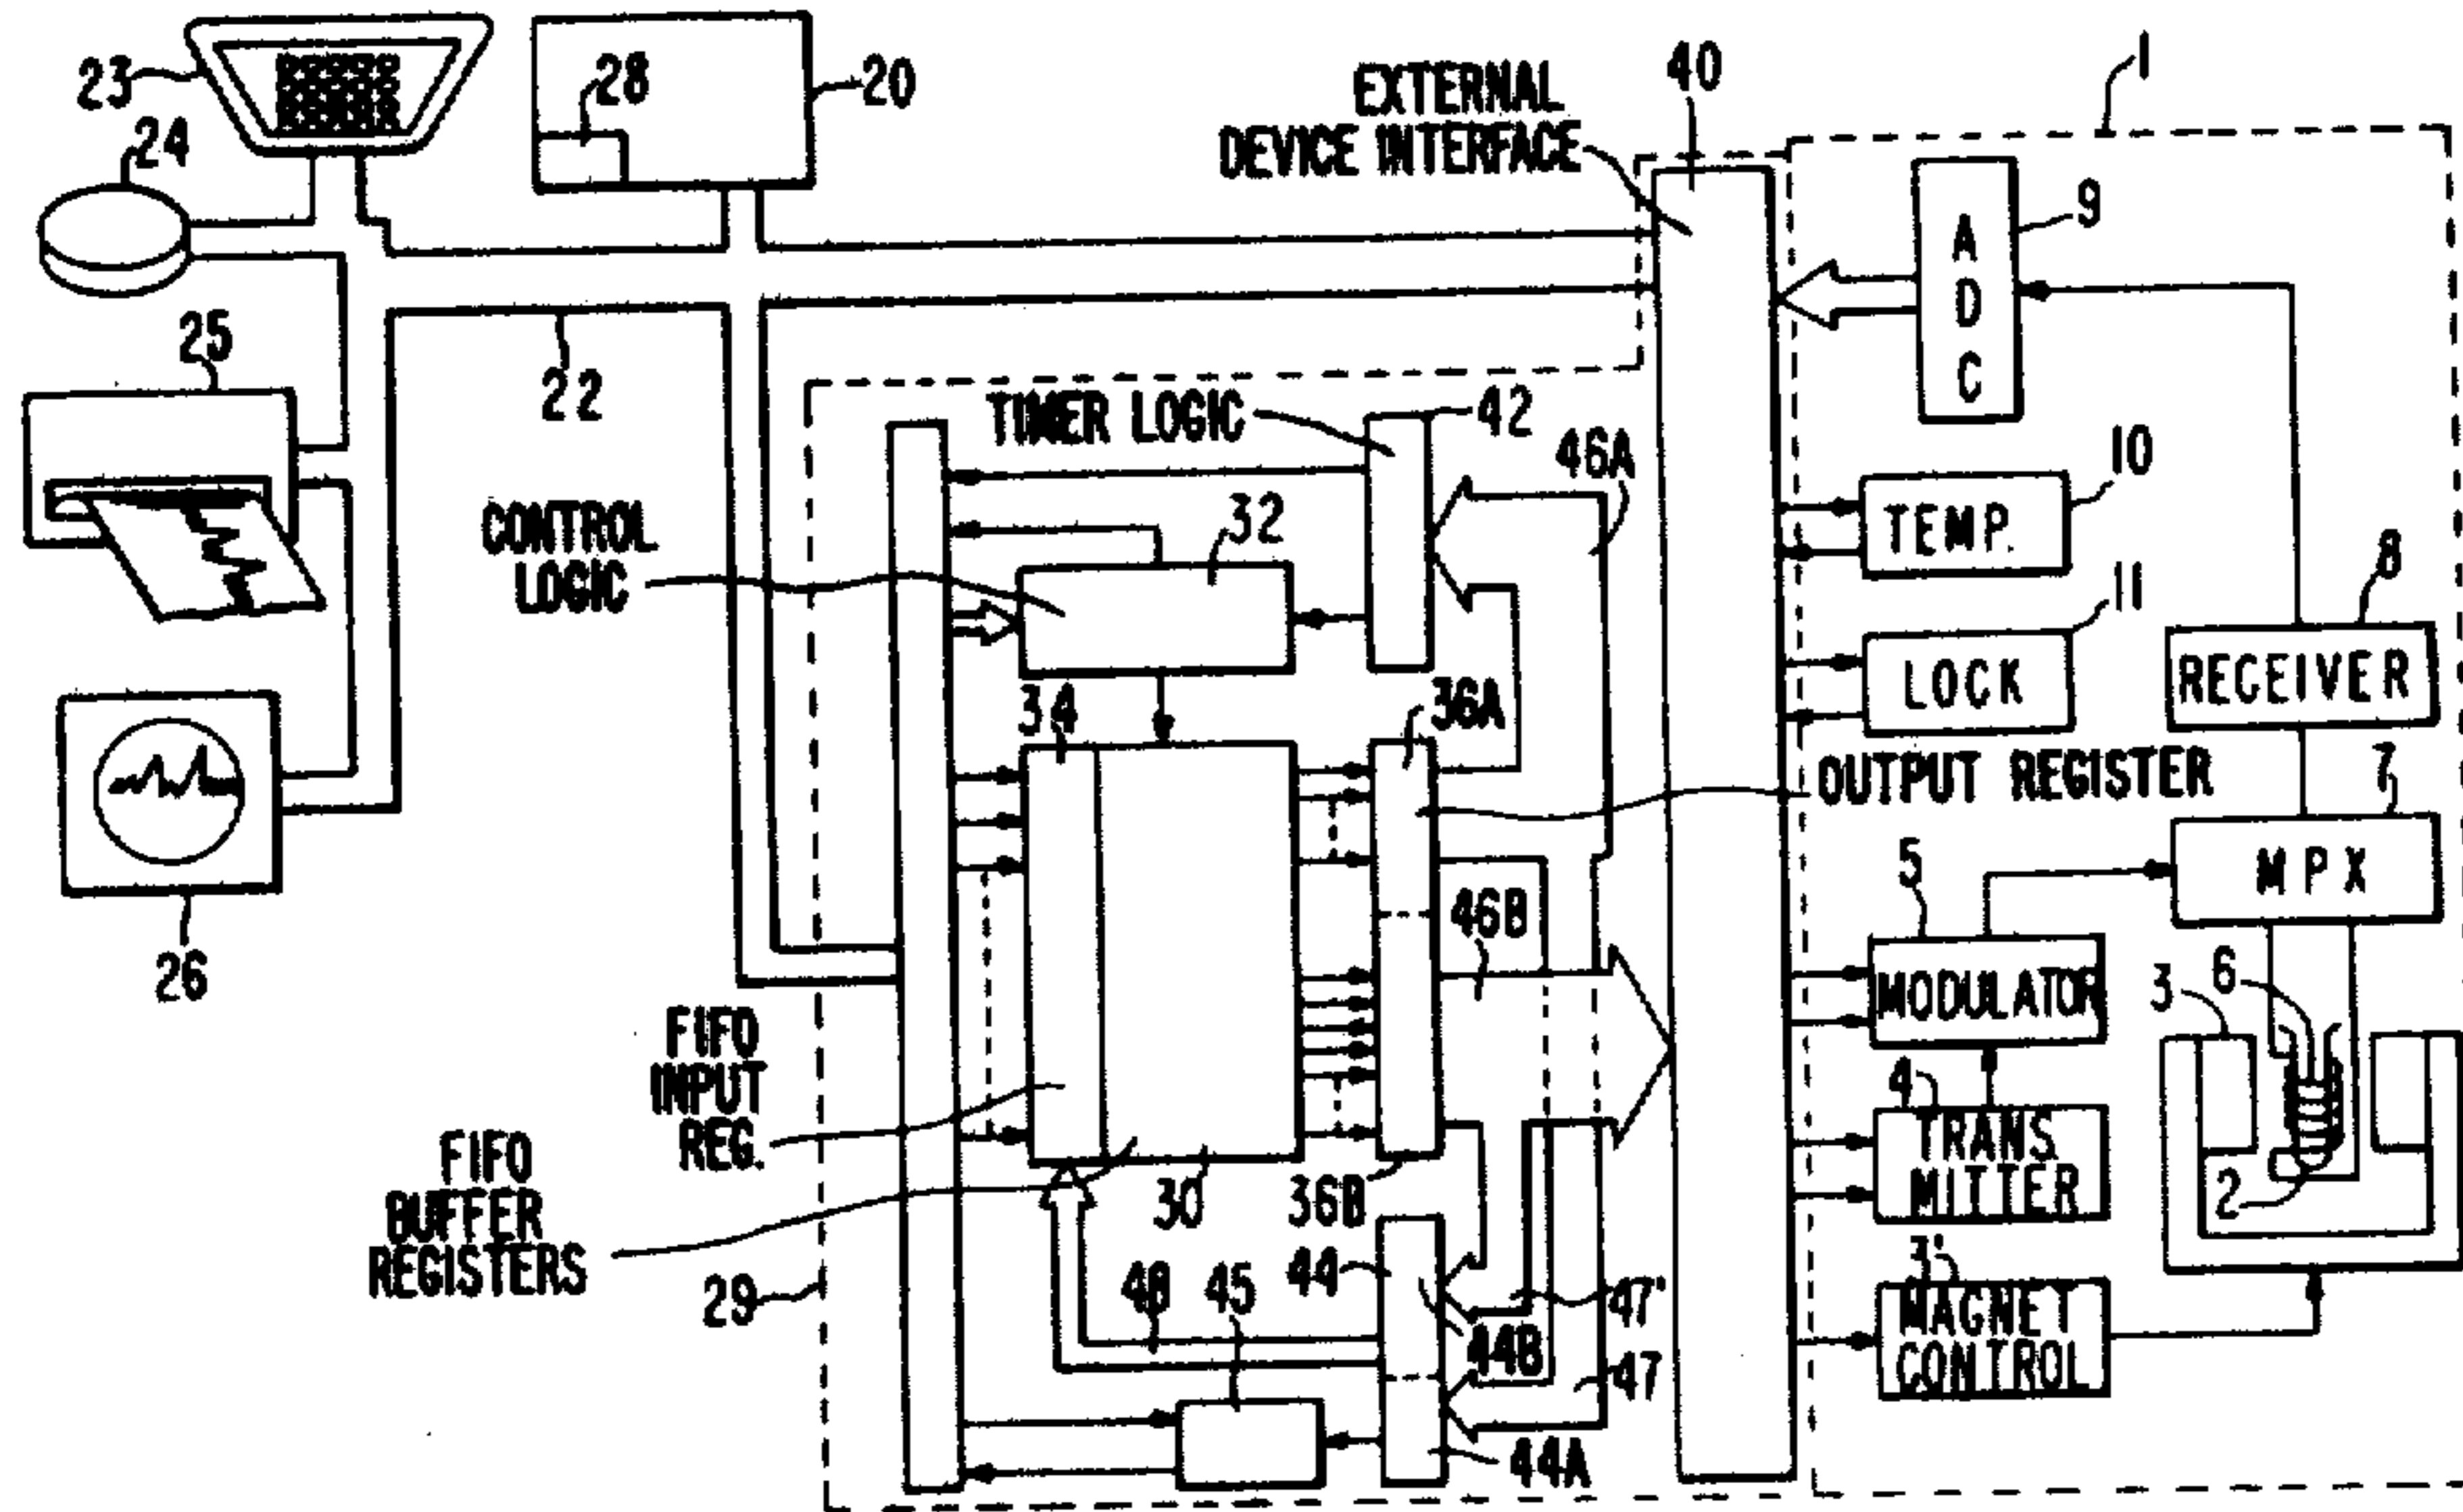 23
24
28
20
EXTERNAL
DEVICE INTERFACE
40
1
A
D
C
9
25
22
TIMER LOGIC
42
46A
TEMP.
10
CONTROL
LOGIC
32
LOCK
11
8
RECEIVER
34
36A
OUTPUT REGISTER
7
MPX
5
46B
26
MODULATOR
3
6
FIFO
INPUT
REG.
4
TRANS
MITTER
2
FIFO
BUFFER
REGISTERS
30
36B
29
48
45
44
44B
47'
47
3'
MAGNET
CONTROL
44A